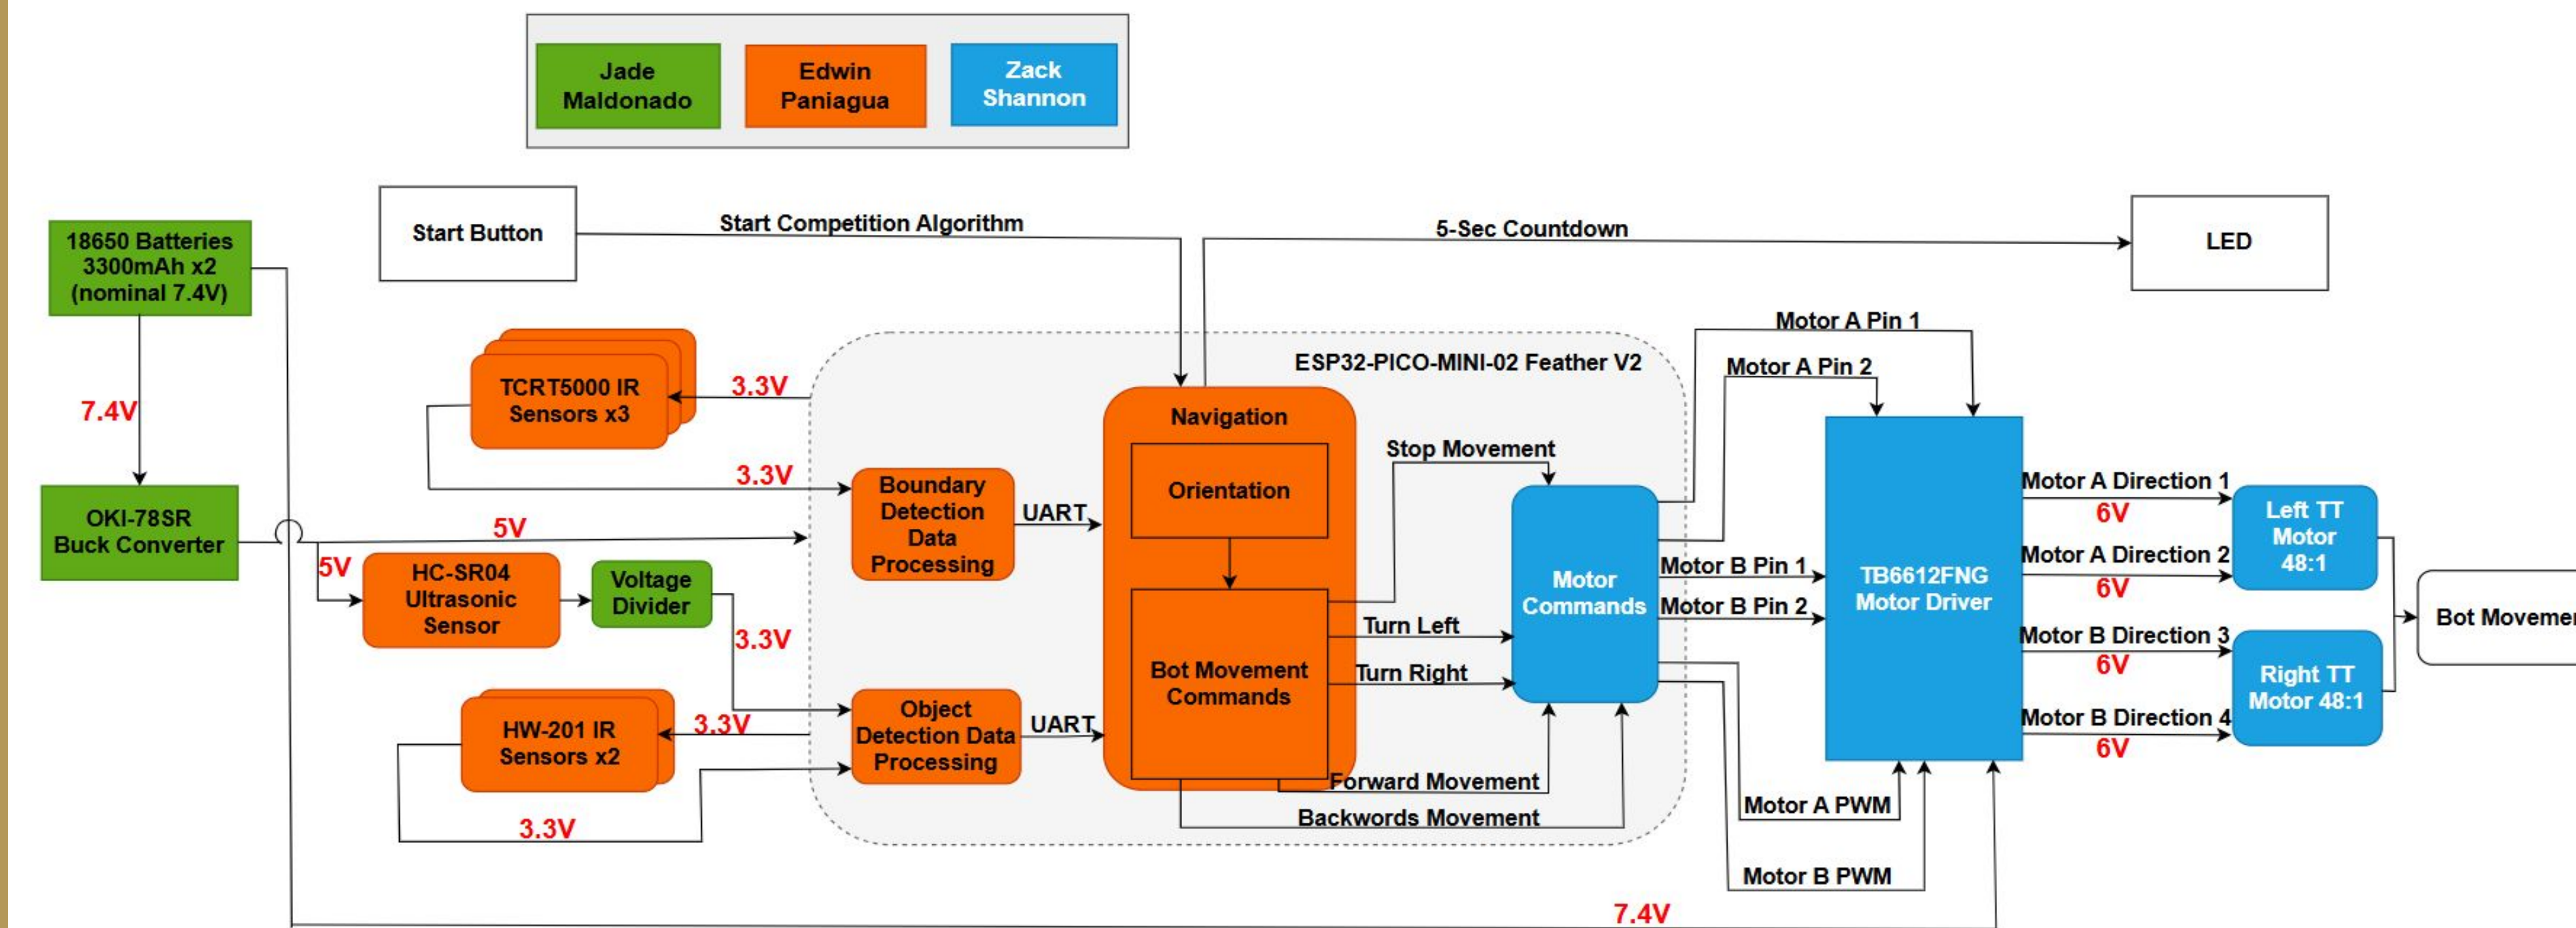 Jade
Maldonado
Edwin
Paniagua
Zack
Shannon
18650 Batteries
3300mAh x2
(nominal 7.4V)
Start Button
Start Competition Algorithm
5-Sec Countdown
LED
7.4V
OKI-78SR
Buck Converter
5V
5V
TCRT5000 IR
Sensors x3
3.3V
3.3V
HC-SR04
Ultrasonic
Sensor
Voltage
Divider
3.3V
HW-201 IR
Sensors x2
3.3V
3.3V
ESP32-PICO-MINI-02 Feather V2
Boundary
Detection
Data
Processing
UART
Object
Detection Data
Processing
UART
Navigation
Orientation
Bot Movement
Commands
Stop Movement
Turn Left
Turn Right
Forward Movement
Backwords Movement
Motor
Commands
Motor A Pin 1
Motor A Pin 2
Motor B Pin 1
Motor B Pin 2
Motor A PWM
Motor B PWM
7.4V
TB6612FNG
Motor Driver
Motor A Direction 1
6V
Motor A Direction 2
6V
Motor B Direction 3
6V
Motor B Direction 4
6V
Left TT
Motor
48:1
Right TT
Motor 48:1
Bot